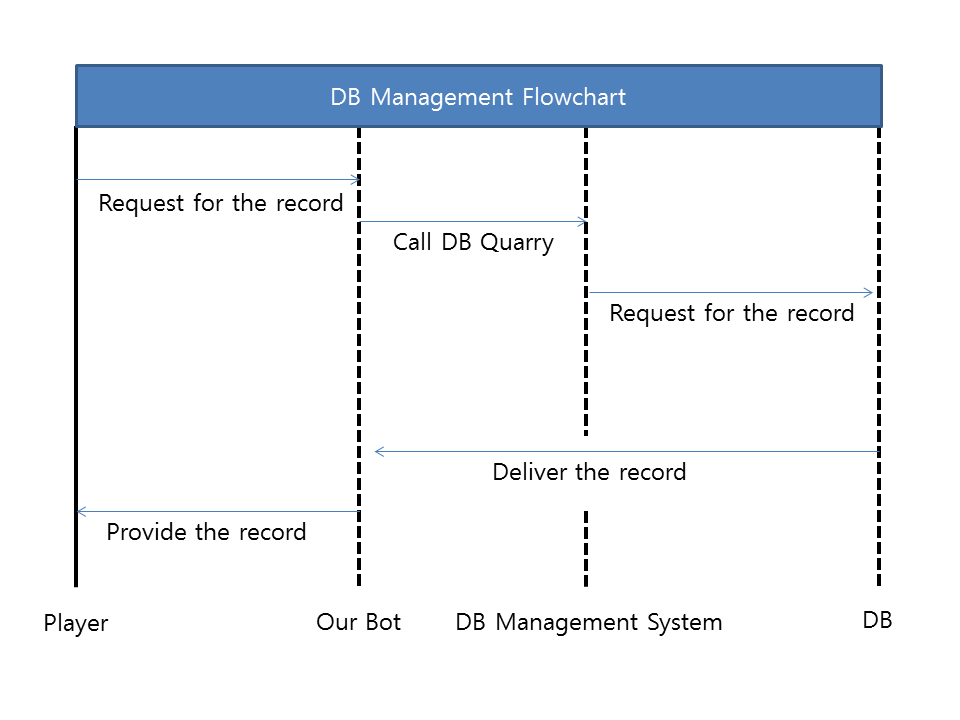 DB Management Flowchart
Request for the record
Call DB Quarry
Request for the record
Deliver the record
Provide the record
Player
Our Bot
DB Management System
DB